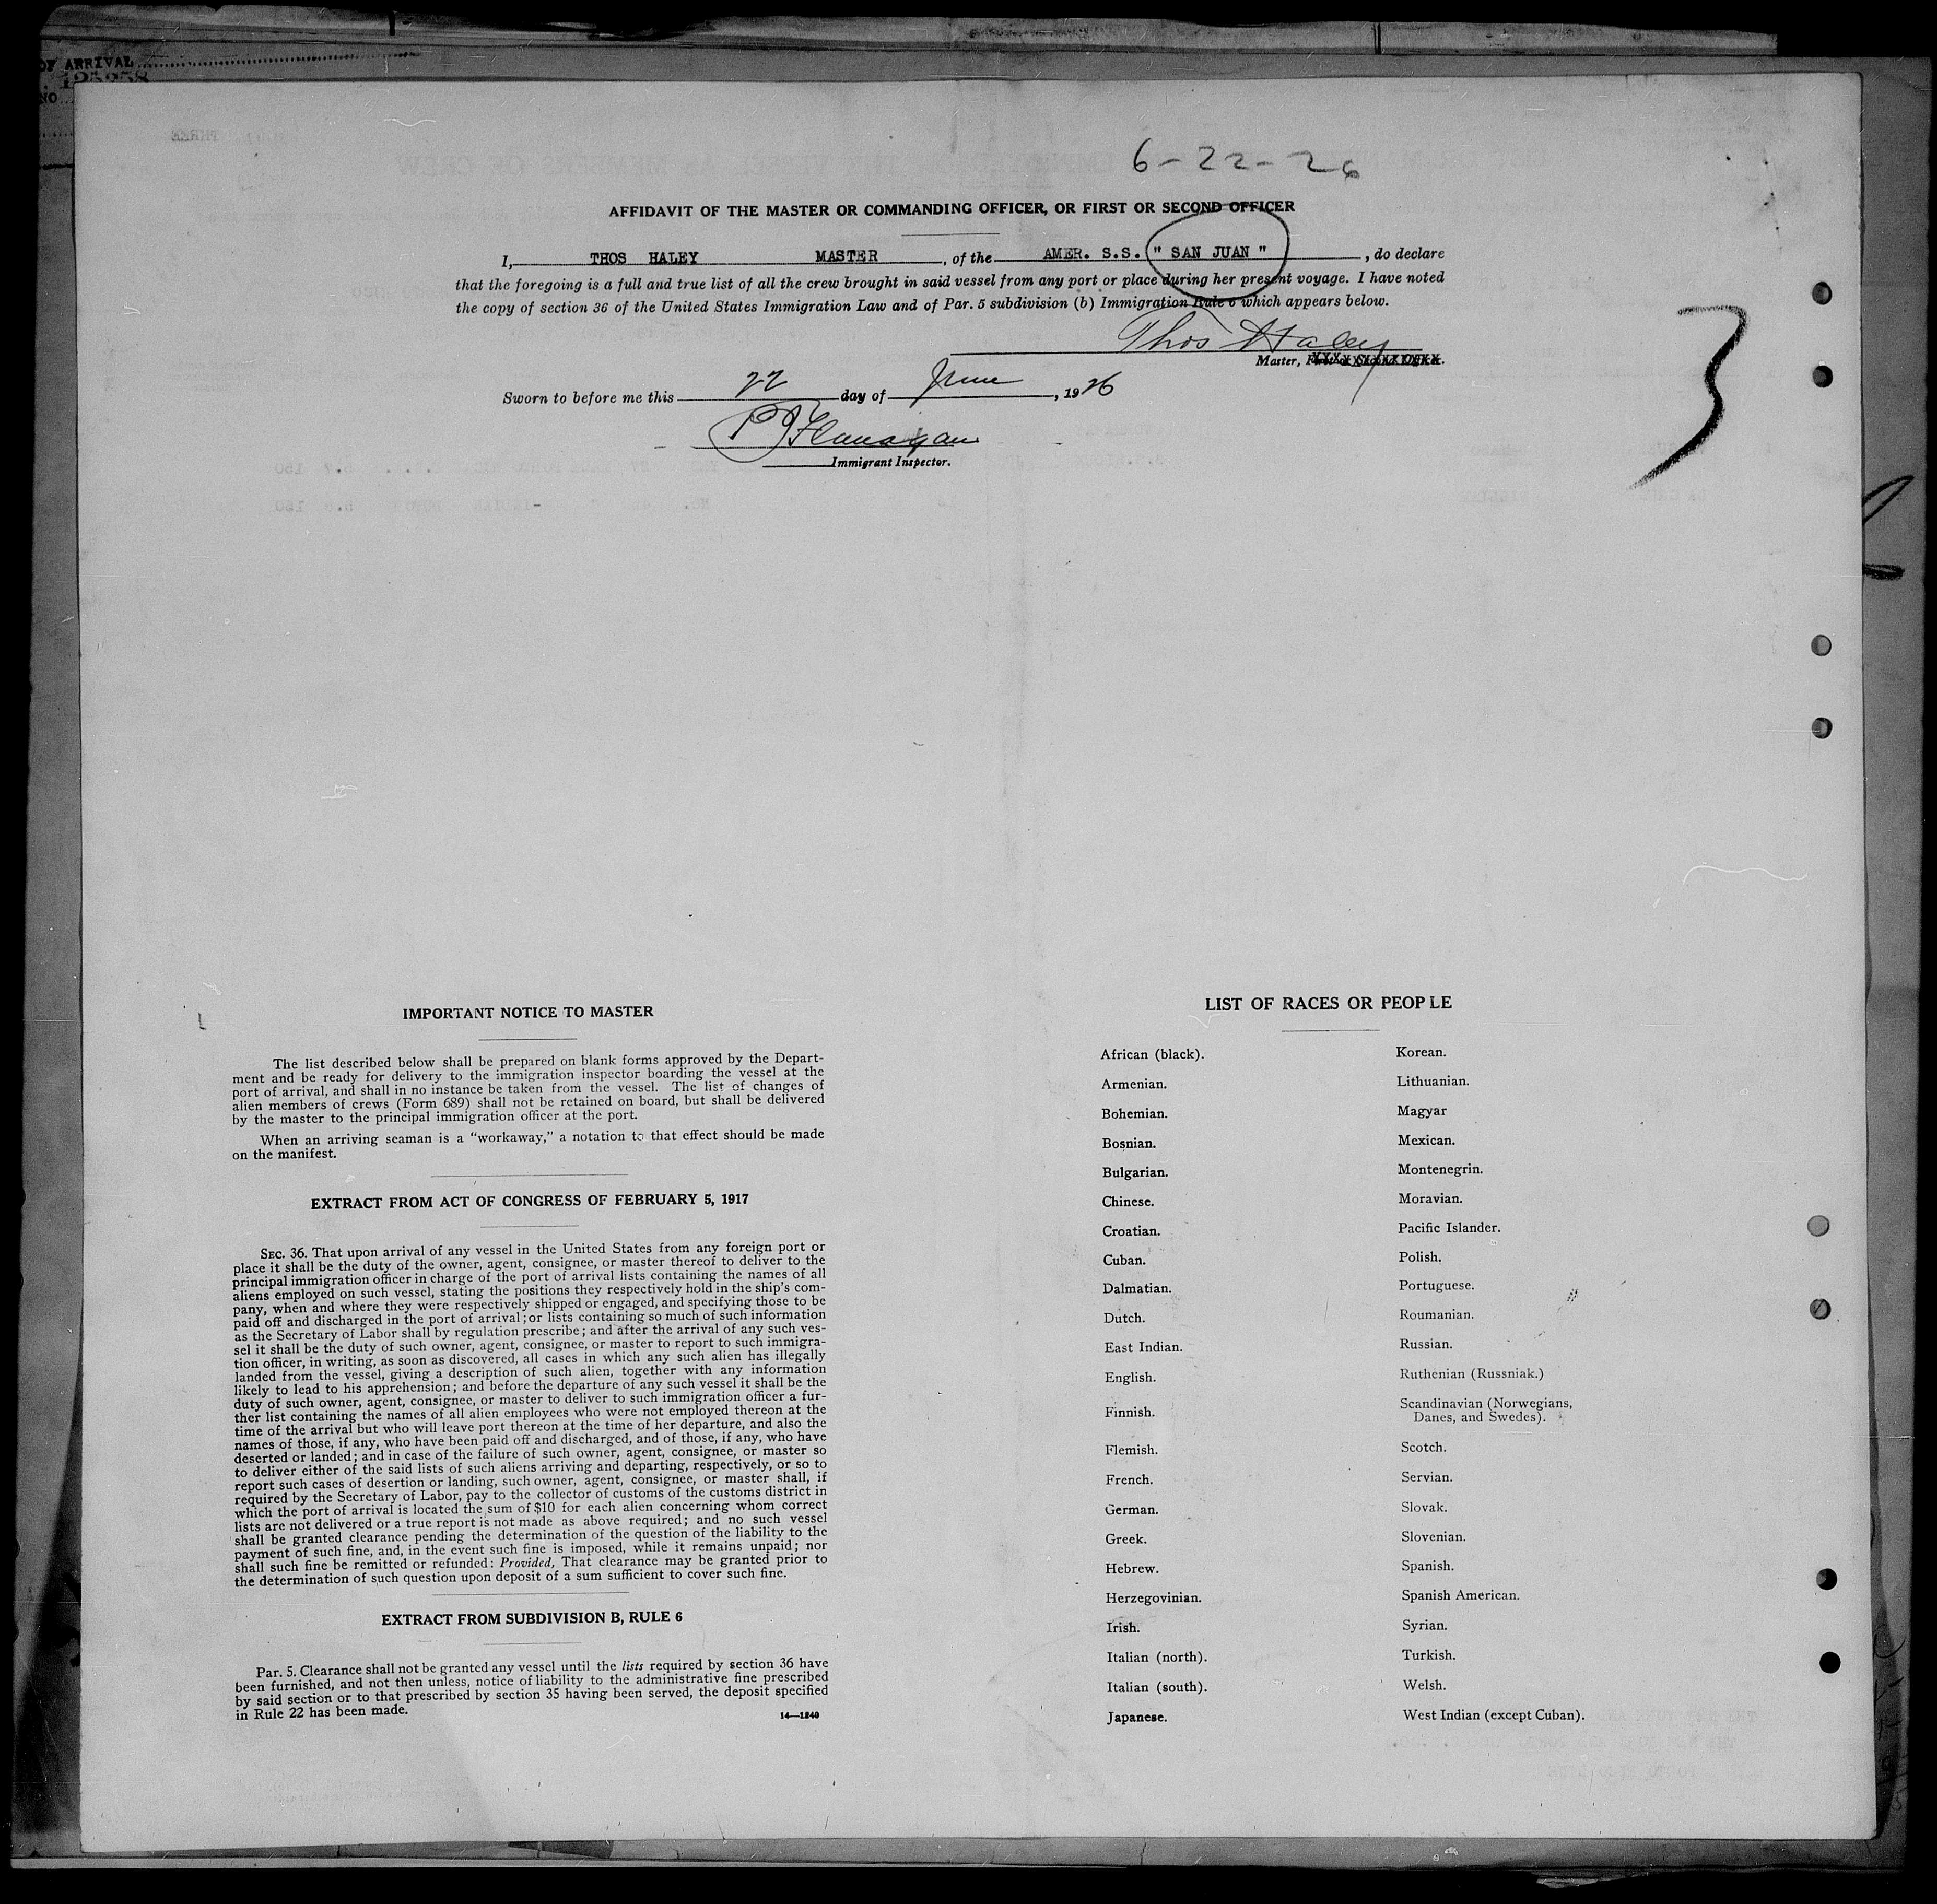 OF ARRIVAL
125258
NO
6-22-26
AFFIDAVIT OF THE MASTER OR COMMANDING OFFICER, OR FIRST OR SECOND OFFICER
I, THOS HALEY MASTER, of the AMER. S.S. " SAN JUAN ", do declare
that the foregoing is a full and true list of all the crew brought in said vessel from any port or place during her present voyage. I have noted
the copy of section 36 of the United States Immigration Law and of Par. 5 subdivision (b) Immigration Rule 6 which appears below.
Thos Haley
Master, First or Second Officer.
3
Sworn to before me this 22 day of June, 1926
P J Flanagan
Immigrant Inspector.
IMPORTANT NOTICE TO MASTER
The list described below shall be prepared on blank forms approved by the Depart-
ment and be ready for delivery to the immigration inspector boarding the vessel at the
port of arrival, and shall in no instance be taken from the vessel. The list of changes of
alien members of crews (Form 689) shall not be retained on board, but shall be delivered
by the master to the principal immigration officer at the port.
When an arriving seaman is a "workaway," a notation to that effect should be made
on the manifest.
EXTRACT FROM ACT OF CONGRESS OF FEBRUARY 5, 1917
SEC. 36. That upon arrival of any vessel in the United States from any foreign port or
place it shall be the duty of the owner, agent, consignee, or master thereof to deliver to the
principal immigration officer in charge of the port of arrival lists containing the names of all
aliens employed on such vessel, stating the positions they respectively hold in the ship's com-
pany, when and where they were respectively shipped or engaged, and specifying those to be
paid off and discharged in the port of arrival; or lists containing so much of such information
as the Secretary of Labor shall by regulation prescribe; and after the arrival of any such ves-
sel it shall be the duty of such owner, agent, consignee, or master to report to such immigra-
tion officer, in writing, as soon as discovered, all cases in which any such alien has illegally
landed from the vessel, giving a description of such alien, together with any information
likely to lead to his apprehension; and before the departure of any such vessel it shall be the
duty of such owner, agent, consignee, or master to deliver to such immigration officer a fur-
ther list containing the names of all alien employees who were not employed thereon at the
time of the arrival but who will leave port thereon at the time of her departure, and also the
names of those, if any, who have been paid off and discharged, and of those, if any, who have
deserted or landed; and in case of the failure of such owner, agent, consignee, or master so
to deliver either of the said lists of such aliens arriving and departing, respectively, or so to
report such cases of desertion or landing, such owner, agent, consignee, or master shall, if
required by the Secretary of Labor, pay to the collector of customs of the customs district in
which the port of arrival is located the sum of $10 for each alien concerning whom correct
lists are not delivered or a true report is not made as above required; and no such vessel
shall be granted clearance pending the determination of the question of the liability to the
payment of such fine, and, in the event such fine is imposed, while it remains unpaid; nor
shall such fine be remitted or refunded: Provided, That clearance may be granted prior to
the determination of such question upon deposit of a sum sufficient to cover such fine.
EXTRACT FROM SUBDIVISION B, RULE 6
Par. 5. Clearance shall not be granted any vessel until the lists required by section 36 have
been furnished, and not then unless, notice of liability to the administrative fine prescribed
by said section or to that prescribed by section 35 having been served, the deposit specified
in Rule 22 has been made.
14—1240
LIST OF RACES OR PEOPLE
African (black).
Armenian.
Bohemian.
Bosnian.
Bulgarian.
Chinese.
Croatian.
Cuban.
Dalmatian.
Dutch.
East Indian.
English.
Finnish.
Flemish.
French.
German.
Greek.
Hebrew.
Herzegovinian.
Irish.
Italian (north).
Italian (south).
Japanese.
Korean.
Lithuanian.
Magyar
Mexican.
Montenegrin.
Moravian.
Pacific Islander.
Polish.
Portuguese.
Roumanian.
Russian.
Ruthenian (Russniak.)
Scandinavian (Norwegians,
Danes, and Swedes).
Scotch.
Servian.
Slovak.
Slovenian.
Spanish.
Spanish American.
Syrian.
Turkish.
Welsh.
West Indian (except Cuban).